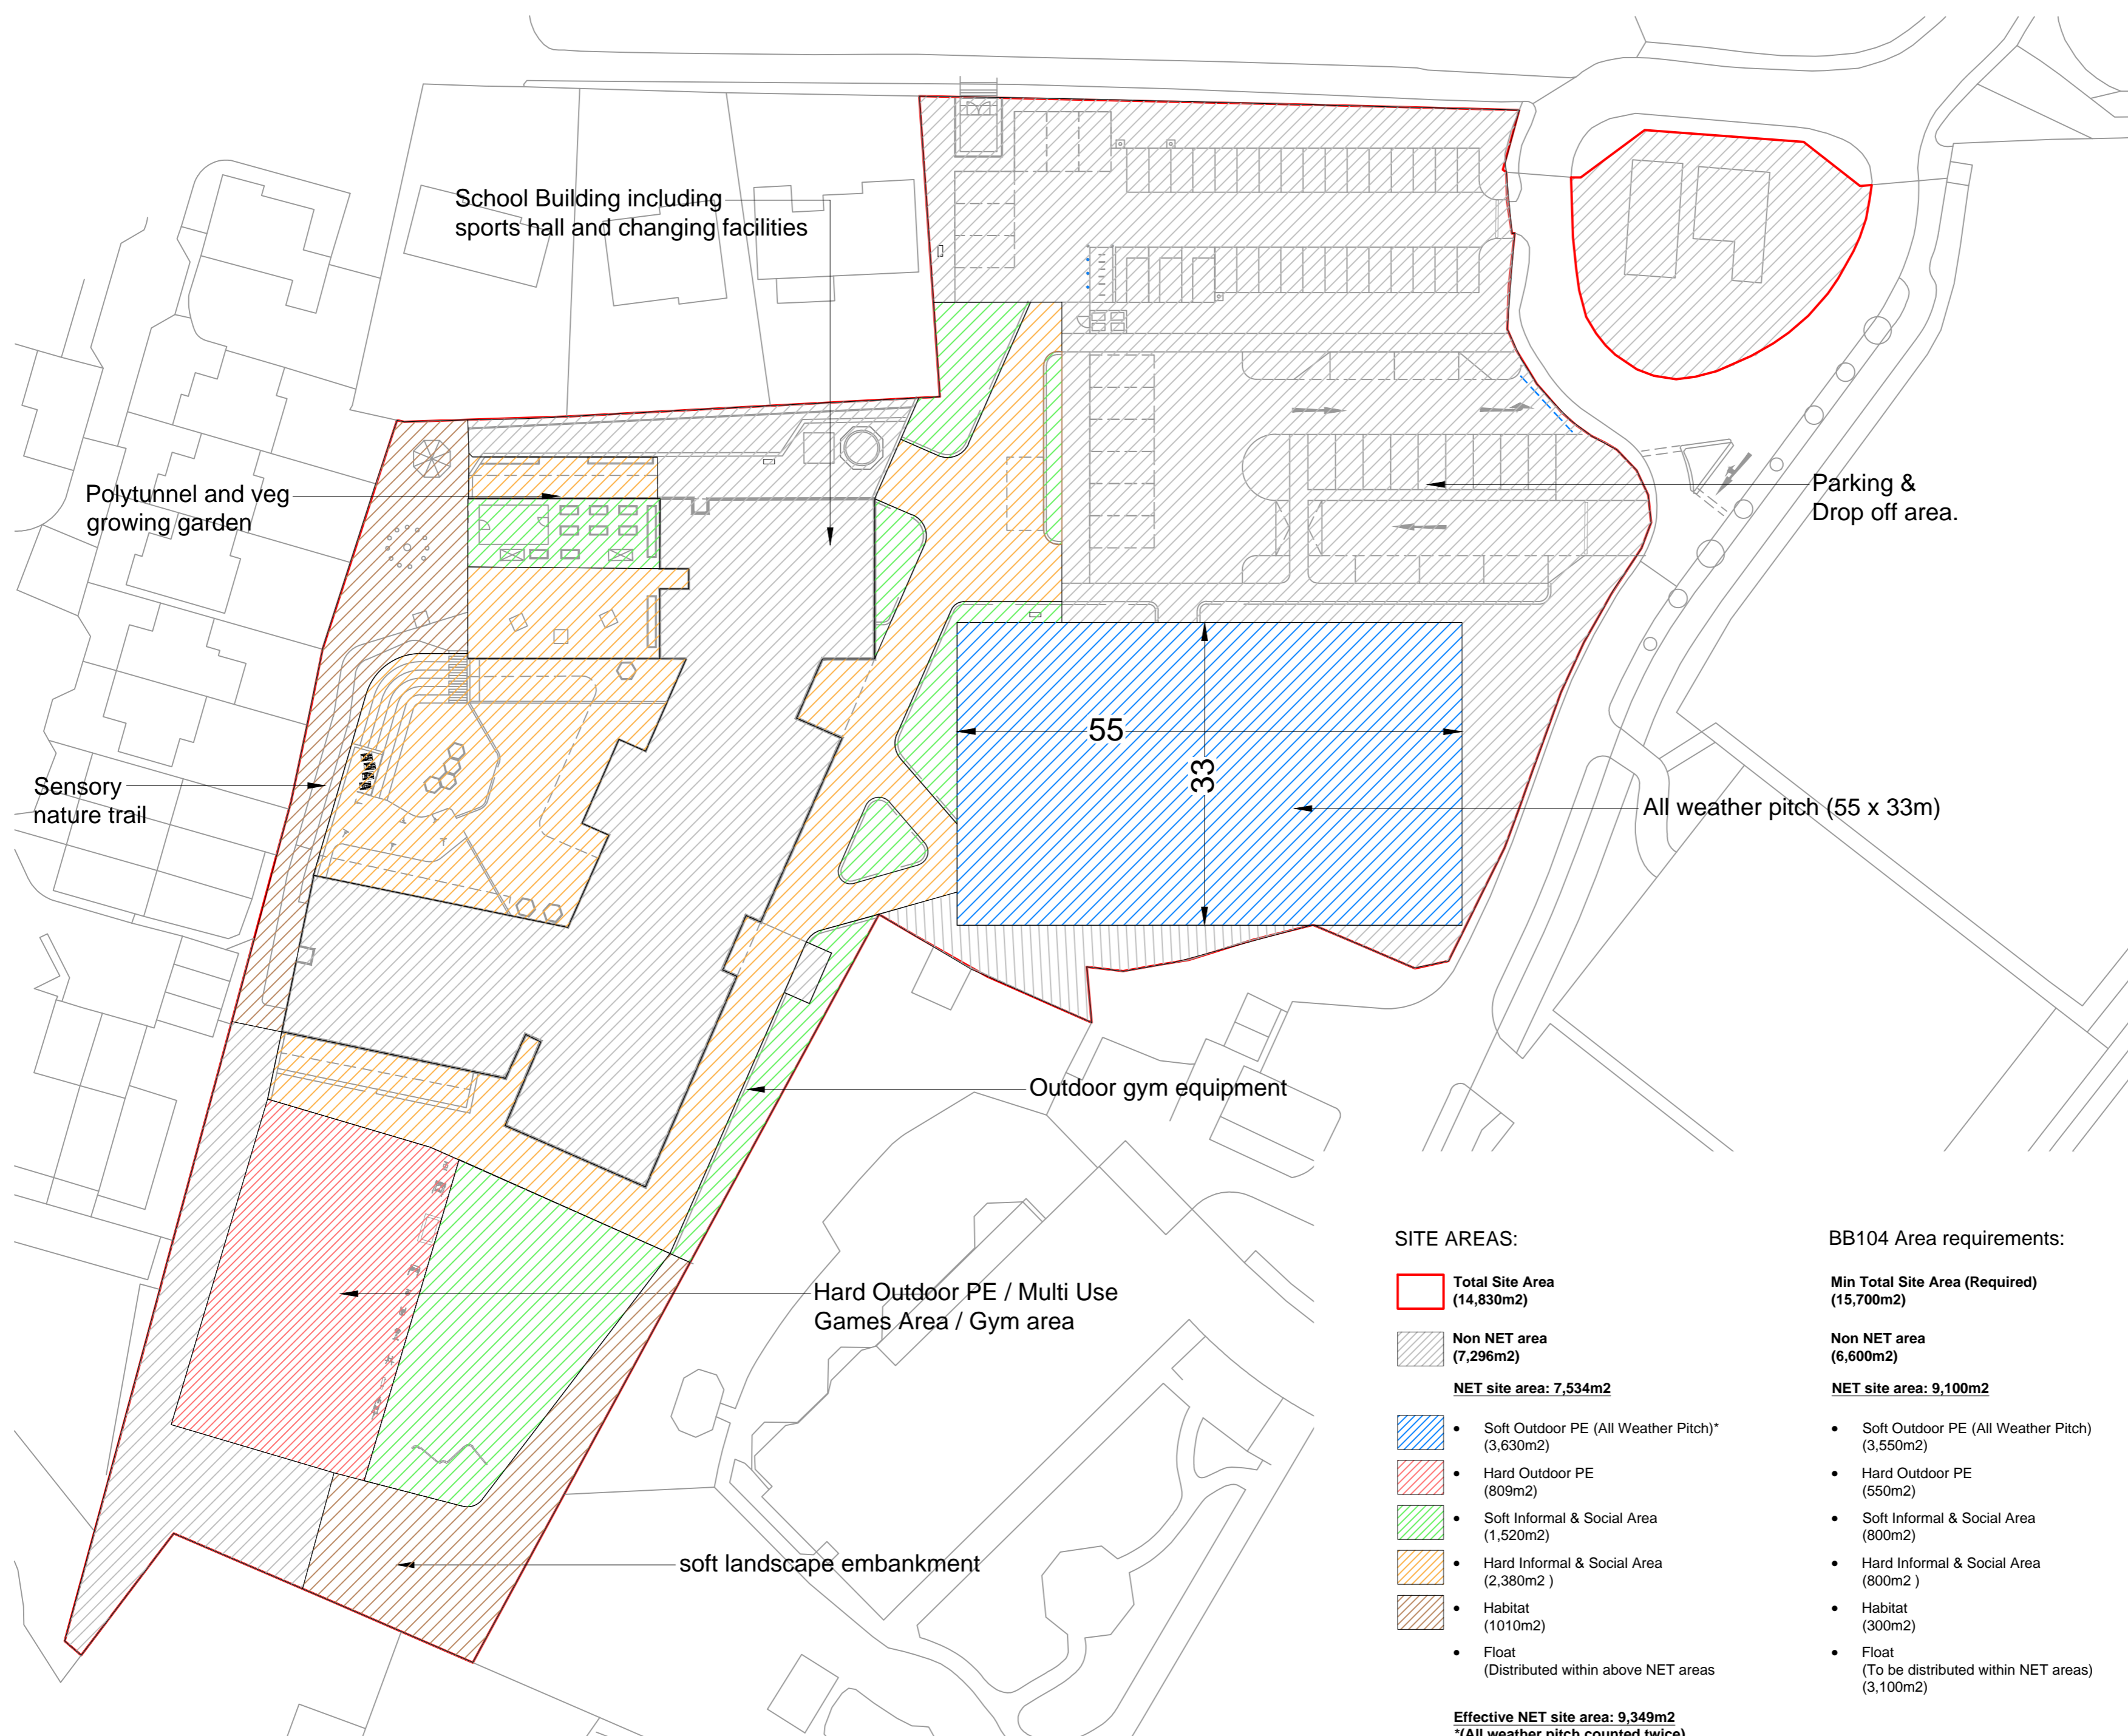 School Building including
sports hall and changing facilities
Polytunnel and veg
growing garden
Parking &
Drop off area.
55
33
Sensory
nature trail
All weather pitch (55 x 33m)
Outdoor gym equipment
Hard Outdoor PE / Multi Use
Games Area / Gym area
soft landscape embankment
SITE AREAS:
Total Site Area
(14,830m2)
Non NET area
(7,296m2)
NET site area: 7,534m2
• Soft Outdoor PE (All Weather Pitch)*
(3,630m2)
• Hard Outdoor PE
(809m2)
• Soft Informal & Social Area
(1,520m2)
• Hard Informal & Social Area
(2,380m2 )
• Habitat
(1010m2)
• Float
(Distributed within above NET areas
Effective NET site area: 9,349m2
*(All weather pitch counted twice)
BB104 Area requirements:
Min Total Site Area (Required)
(15,700m2)
Non NET area
(6,600m2)
NET site area: 9,100m2
• Soft Outdoor PE (All Weather Pitch)
(3,550m2)
• Hard Outdoor PE
(550m2)
• Soft Informal & Social Area
(800m2)
• Hard Informal & Social Area
(800m2 )
• Habitat
(300m2)
• Float
(To be distributed within NET areas)
(3,100m2)